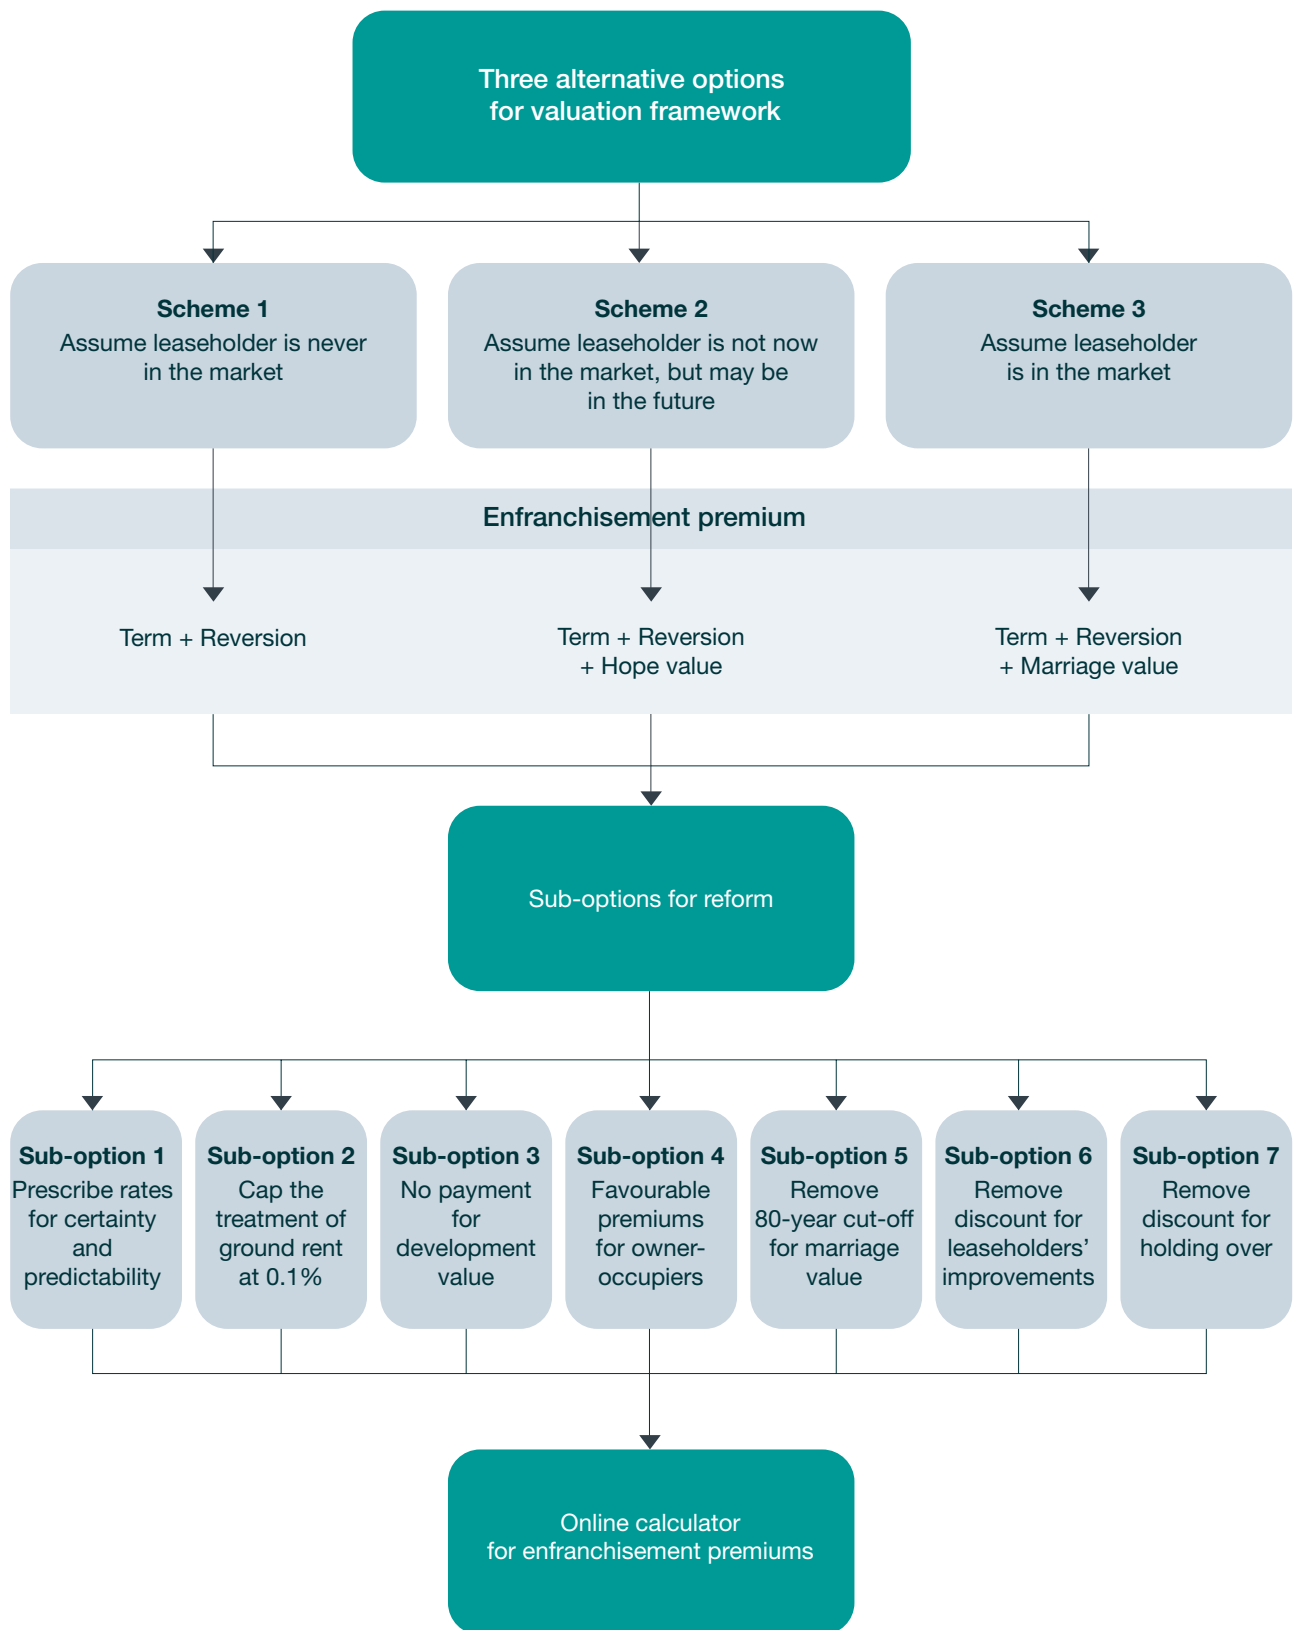 Three alternative options
for valuation framework
Scheme 1
Assume leaseholder is never
in the market
Scheme 2
Assume leaseholder is not now
in the market, but may be
in the future
Scheme 3
Assume leaseholder
is in the market
Enfranchisement premium
Term + Reversion
Term + Reversion
+ Hope value
Term + Reversion
+ Marriage value
Sub-options for reform
Sub-option 1
Prescribe rates
for certainty
and
predictability
Sub-option 2
Cap the
treatment of
ground rent
at 0.1%
Sub-option 3
No payment
for
development
value
Sub-option 4
Favourable
premiums
for owner-
occupiers
Sub-option 5
Remove
80-year cut-off
for marriage
value
Sub-option 6
Remove
discount for
leaseholders’
improvements
Sub-option 7
Remove
discount for
holding over
Online calculator
for enfranchisement premiums